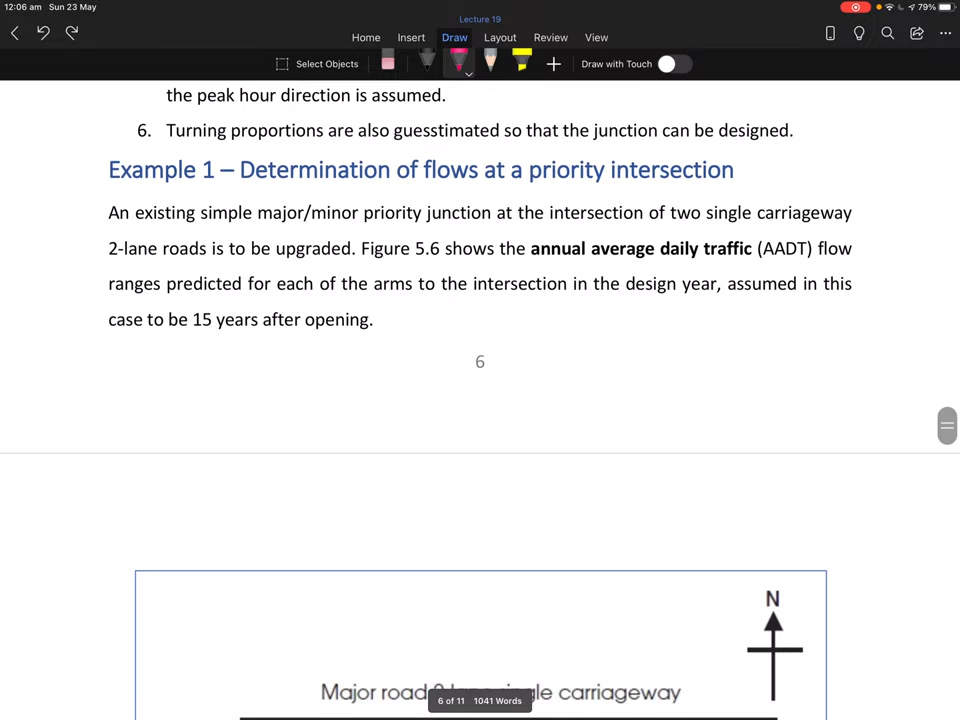 12:06 am Sun 23 May
79%
Lecture 19
Home Insert Draw Layout Review View
Select Objects
Draw with Touch
the peak hour direction is assumed.
6. Turning proportions are also guesstimated so that the junction can be designed.
Example 1 – Determination of flows at a priority intersection
An existing simple major/minor priority junction at the intersection of two single carriageway
2-lane roads is to be upgraded. Figure 5.6 shows the annual average daily traffic (AADT) flow
ranges predicted for each of the arms to the intersection in the design year, assumed in this
case to be 15 years after opening.
6
N
Major road carriageway
6 of 11 1041 Words